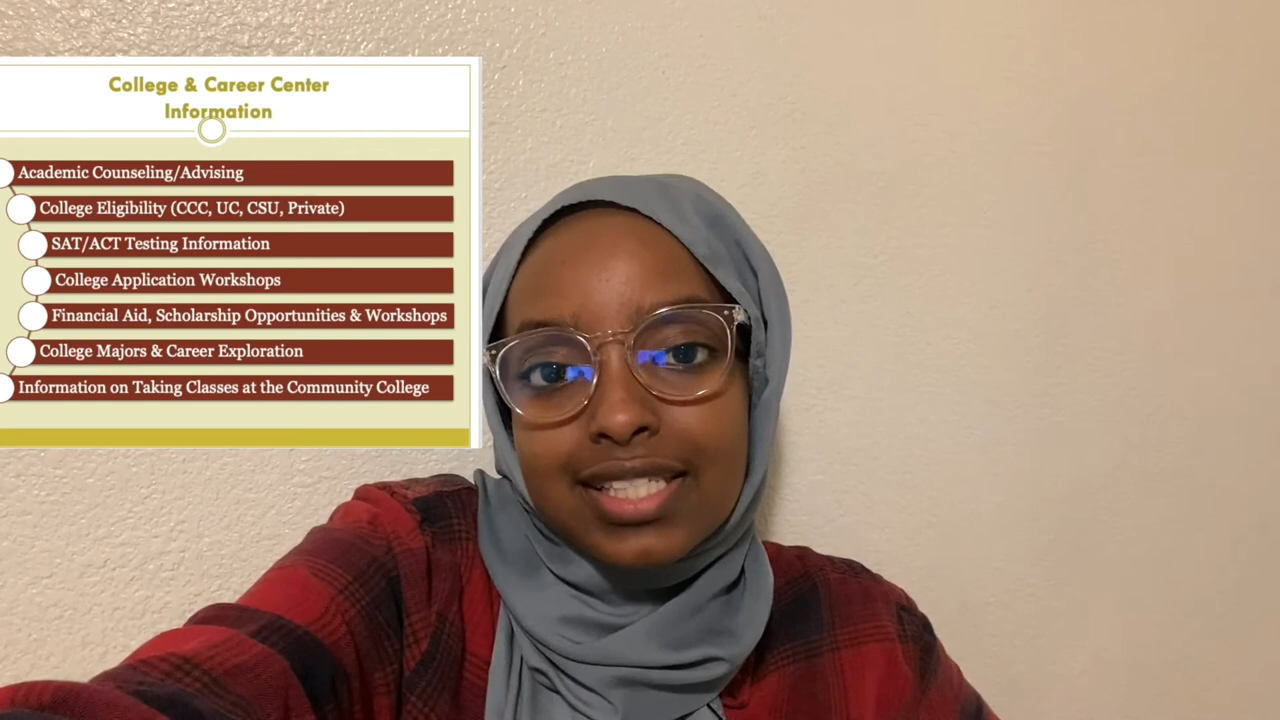 College & Career Center
Information
Academic Counseling/Advising
College Eligibility (CCC, UC, CSU, Private)
SAT/ACT Testing Information
College Application Workshops
Financial Aid, Scholarship Opportunities & Workshops
College Majors & Career Exploration
Information on Taking Classes at the Community College